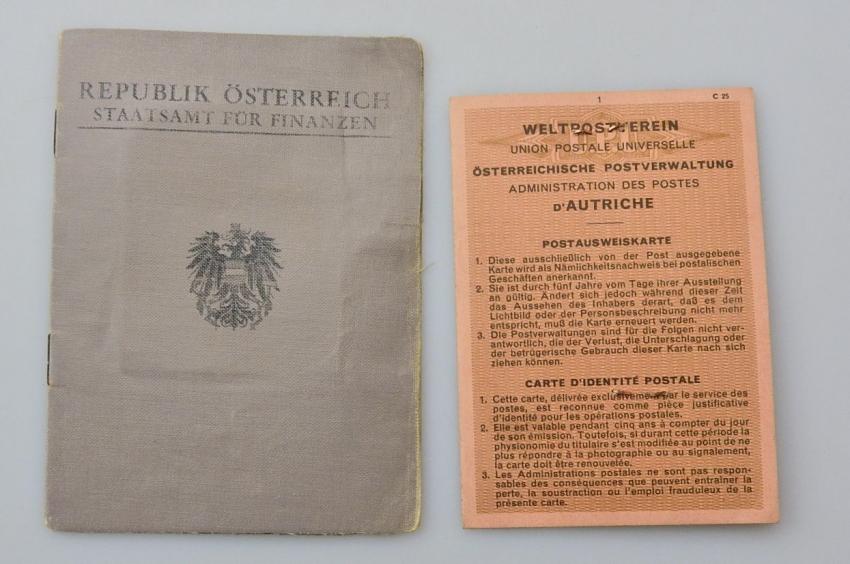 REPUBLIK ÖSTERREICH
STAATSAMT FÜR FINANZEN
1
C 25
WELTPOSTVEREIN
UNION POSTALE UNIVERSELLE
ÖSTERREICHISCHE POSTVERWALTUNG
ADMINISTRATION DES POSTES
D'AUTRICHE
POSTAUSWEISKARTE
1. Diese ausschließlich von der Post ausgegebene
Karte wird als Nämlichkeitsnachweis bei postalischen
Geschäften anerkannt.
2. Sie ist durch fünf Jahre vom Tage ihrer Ausstellung
an gültig. Ändert sich jedoch während dieser Zeit
das Aussehen des Inhabers derart, daß es dem
Lichtbild oder der Personsbeschreibung nicht mehr
entspricht, muß die Karte erneuert werden.
3. Die Postverwaltungen sind für die Folgen nicht ver-
antwortlich, die der Verlust, die Unterschlagung oder
der betrügerische Gebrauch dieser Karte nach sich
ziehen können.
CARTE D'IDENTITÉ POSTALE
1. Cette carte, délivrée exclusivement par le service des
postes, est reconnue comme pièce justificative
d'identité pour les opérations postales.
2. Elle est valable pendant cinq ans à compter du jour
de son émission. Toutefois, si durant cette période la
physionomie du titulaire s'est modifiée au point de ne
plus répondre à la photographie ou au signalement,
la carte doit être renouvelée.
3. Les Administrations postales ne sont pas respon-
sables des conséquences que peuvent entraîner la
perte, la soustraction ou l'emploi frauduleux de la
présente carte.